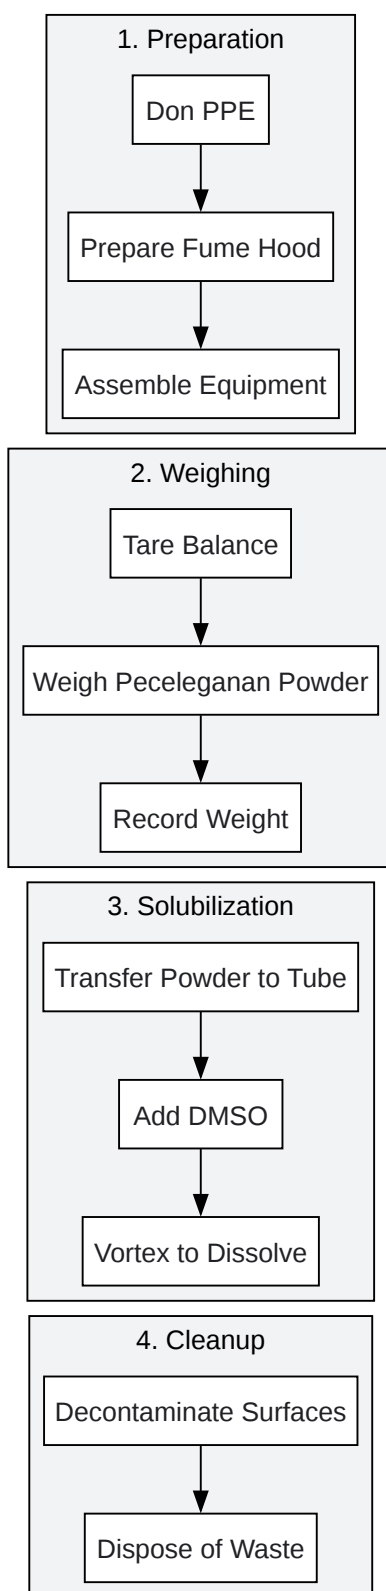 1. Preparation
Don PPE
Prepare Fume Hood
Assemble Equipment
2. Weighing
Tare Balance
Weigh Peceleganan Powder
Record Weight
3. Solubilization
Transfer Powder to Tube
Add DMSO
Vortex to Dissolve
4. Cleanup
Decontaminate Surfaces
Dispose of Waste